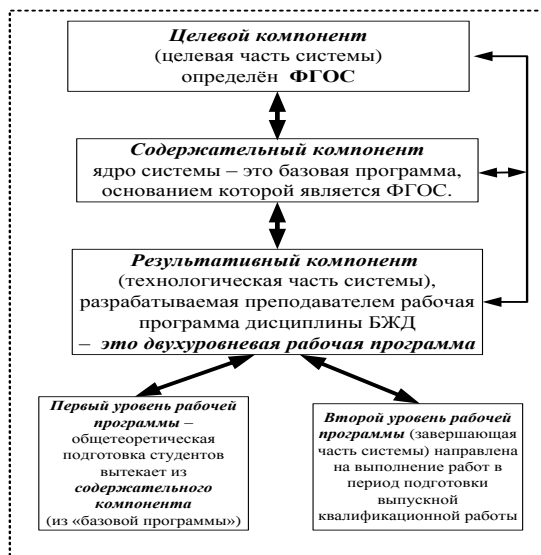 Целевой компонент
(целевая часть системы)
определён ФГОС
Содержательный компонент
ядро системы – это базовая программа,
основанием которой является ФГОС.
Результативный компонент
(технологическая часть системы),
разрабатываемая преподавателем рабочая
программа дисциплины БЖД
– это двухуровневая рабочая программа
Первый уровень рабочей
программы –
общетеоретическая
подготовка студентов
вытекает из
содержательного
компонента
(из «базовой программы»)
Второй уровень рабочей
программы (завершающая
часть системы) направлена
на выполнение работ в
период подготовки
выпускной
квалификационной работы